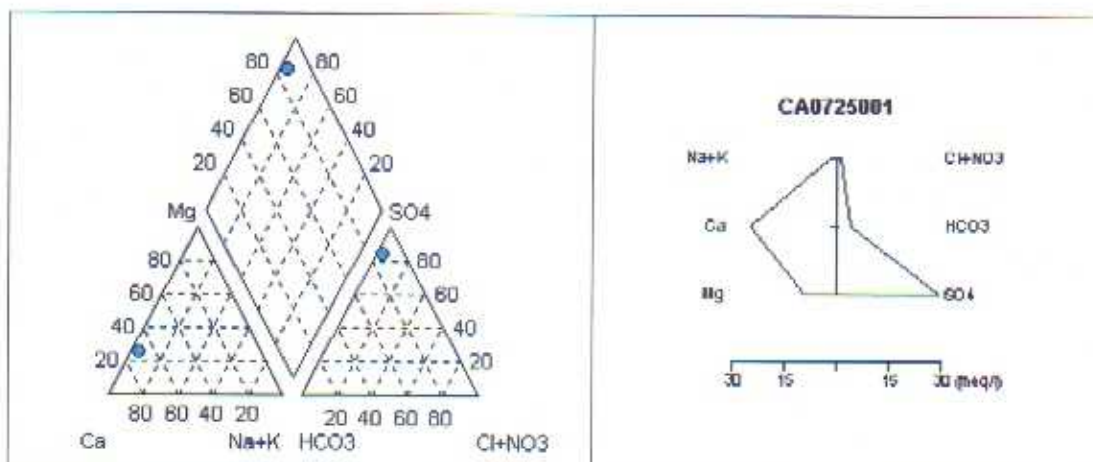 80 80
60 60
40 40
20 20
Mg SO4
80 80
60 60
40 40
20 20
80 60 40 20 20 40 60 80
Ca Na+K HCO3 Cl+NO3
CA0725001
Na+K Cl+NO3
Ca HCO3
Mg SO4
30 15 15 30 (meq/l)